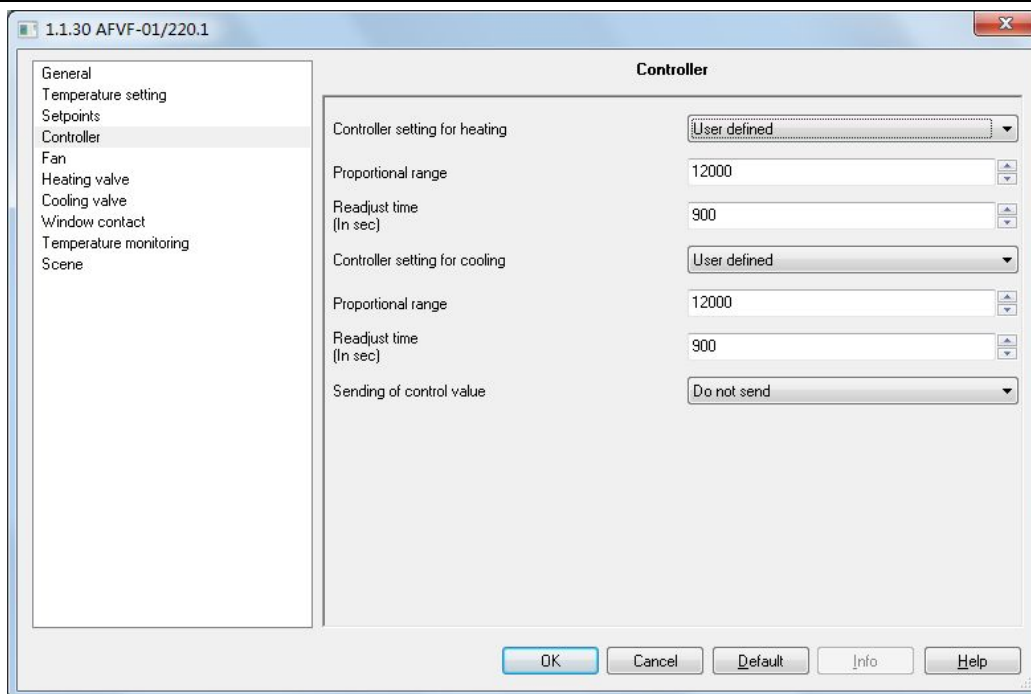 1.1.30 AFVF-01/220.1
General
Temperature setting
Setpoints
Controller
Fan
Heating valve
Cooling valve
Window contact
Temperature monitoring
Scene
Controller
Controller setting for heating
User defined
Proportional range
12000
Readjust time
(In sec)
900
Controller setting for cooling
User defined
Proportional range
12000
Readjust time
(In sec)
900
Sending of control value
Do not send
OK
Cancel
Default
Info
Help